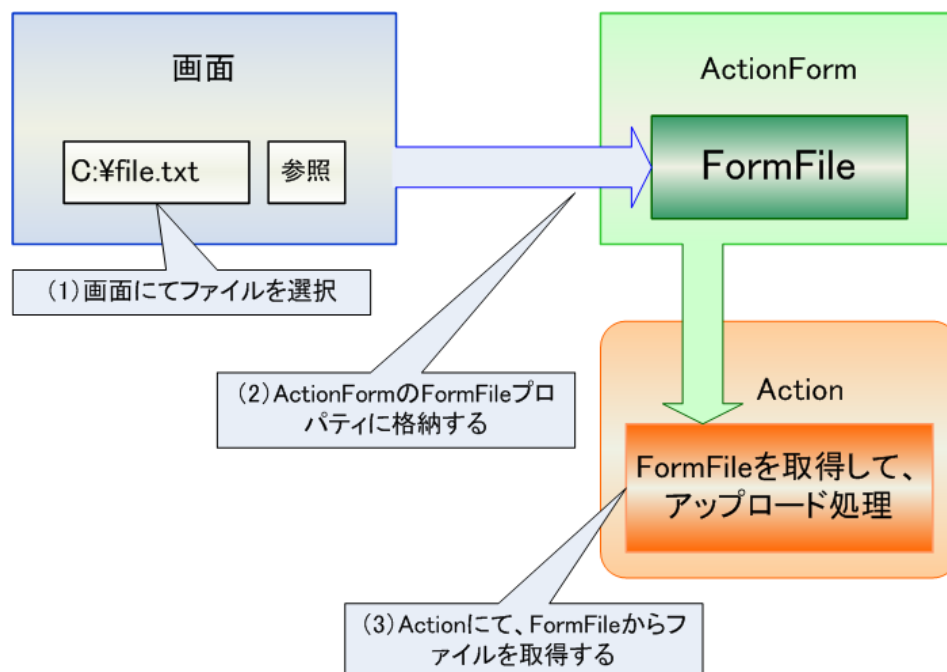 画面
C:¥file.txt
参照
(1)画面にてファイルを選択
ActionForm
FormFile
(2)ActionFormのFormFileプロ
パティに格納する
Action
FormFileを取得して、
アップロード処理
(3)Actionにて、FormFileからフ
ァイルを取得する